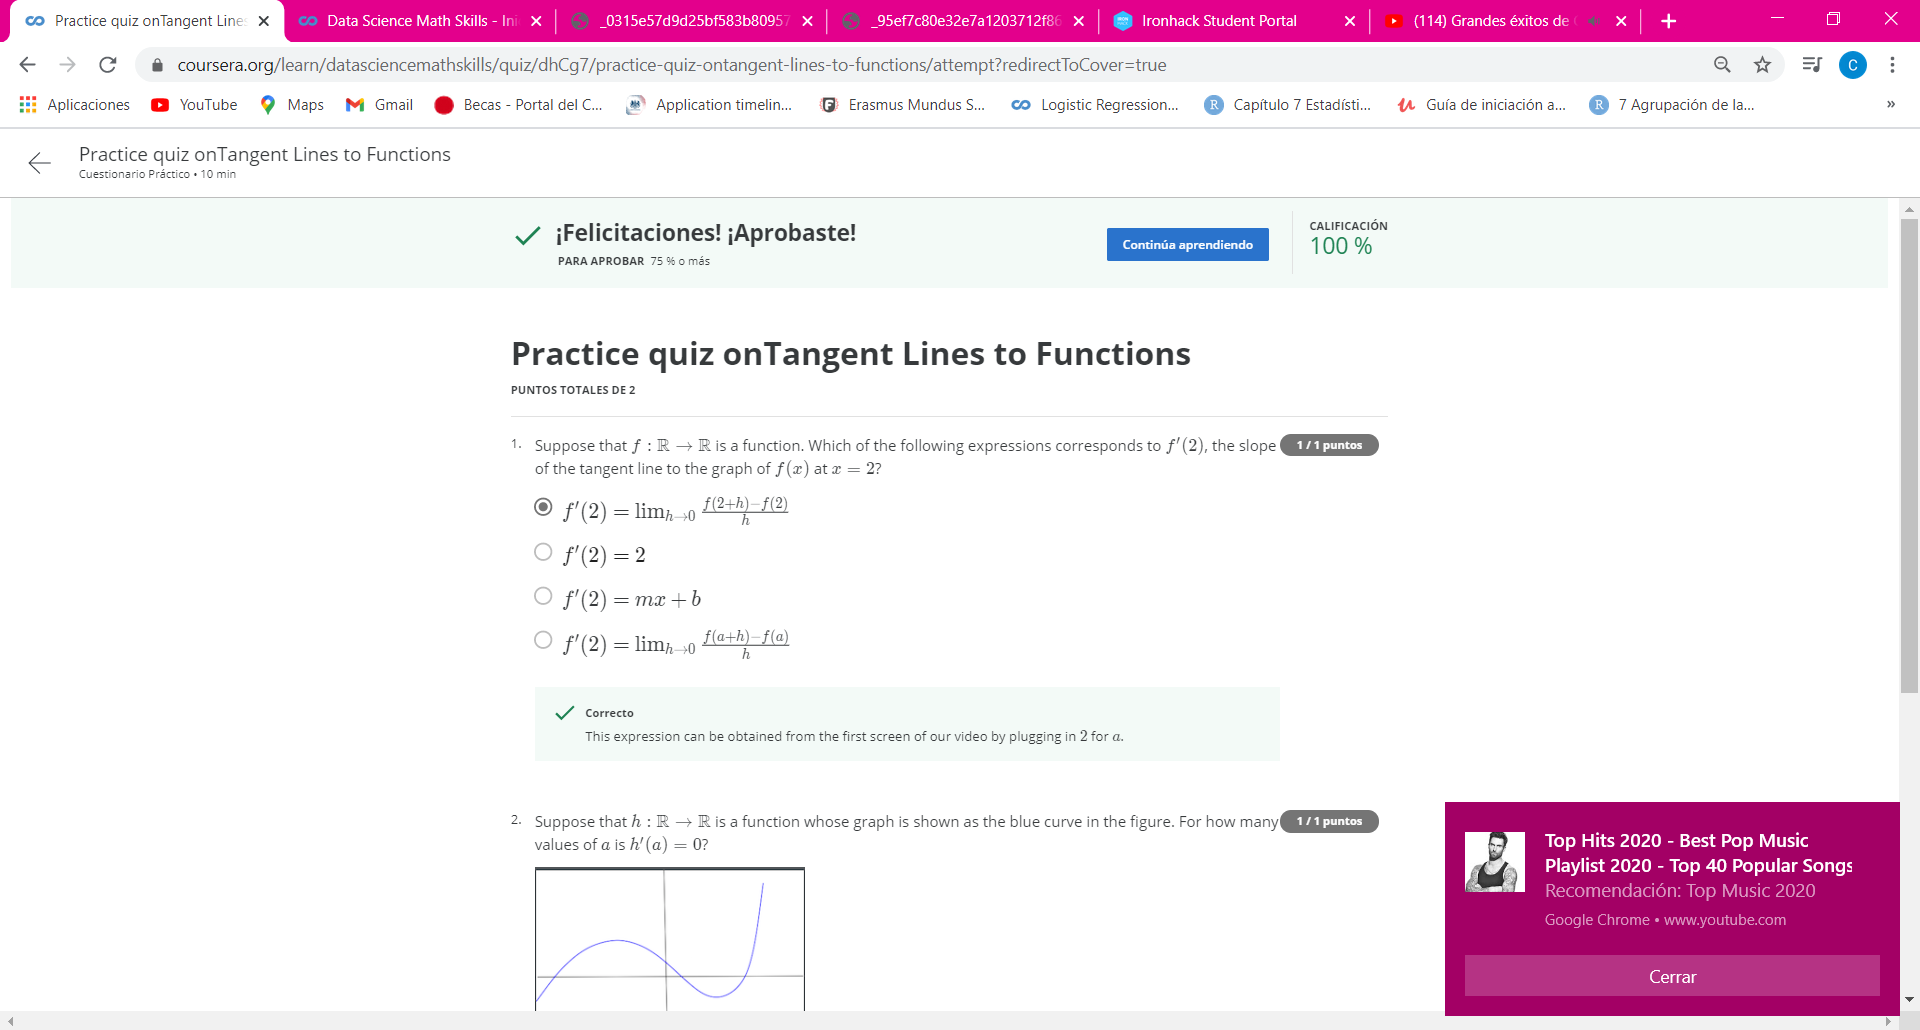 Practice quiz onTangent Line
Data Science Math Skills - Ini
_0315e57d9d25bf583b80957
_95ef7c80e32e7a1203712f86
Ironhack Student Portal
(114) Grandes éxitos de
coursera.org/learn/datasciencemathskills/quiz/dhCg7/practice-quiz-ontangent-lines-to-functions/attempt?redirectToCover=true
C
Aplicaciones
YouTube
Maps
Gmail
Becas - Portal del C...
Application timelin...
Erasmus Mundus S...
Logistic Regression...
Capítulo 7 Estadísti...
Guía de iniciación a...
7 Agrupación de la...
»
Practice quiz onTangent Lines to Functions
Cuestionario Práctico • 10 min
¡Felicitaciones! ¡Aprobaste!
PARA APROBAR 75 % o más
Continúa aprendiendo
CALIFICACIÓN
100 %
Practice quiz onTangent Lines to Functions
PUNTOS TOTALES DE 2
1. Suppose that f : ℝ → ℝ is a function. Which of the following expressions corresponds to f′(2), the slope
of the tangent line to the graph of f(x) at x = 2?
1 / 1 puntos
f′(2) = lim_{h→0} \frac{f(2+h)−f(2)}{h}
f′(2) = 2
f′(2) = mx + b
f′(2) = lim_{h→0} \frac{f(a+h)−f(a)}{h}
Correcto
This expression can be obtained from the first screen of our video by plugging in 2 for a.
2. Suppose that h : ℝ → ℝ is a function whose graph is shown as the blue curve in the figure. For how many
values of a is h′(a) = 0?
1 / 1 puntos
Top Hits 2020 - Best Pop Music
Playlist 2020 - Top 40 Popular Songs
Recomendación: Top Music 2020
Google Chrome • www.youtube.com
Cerrar